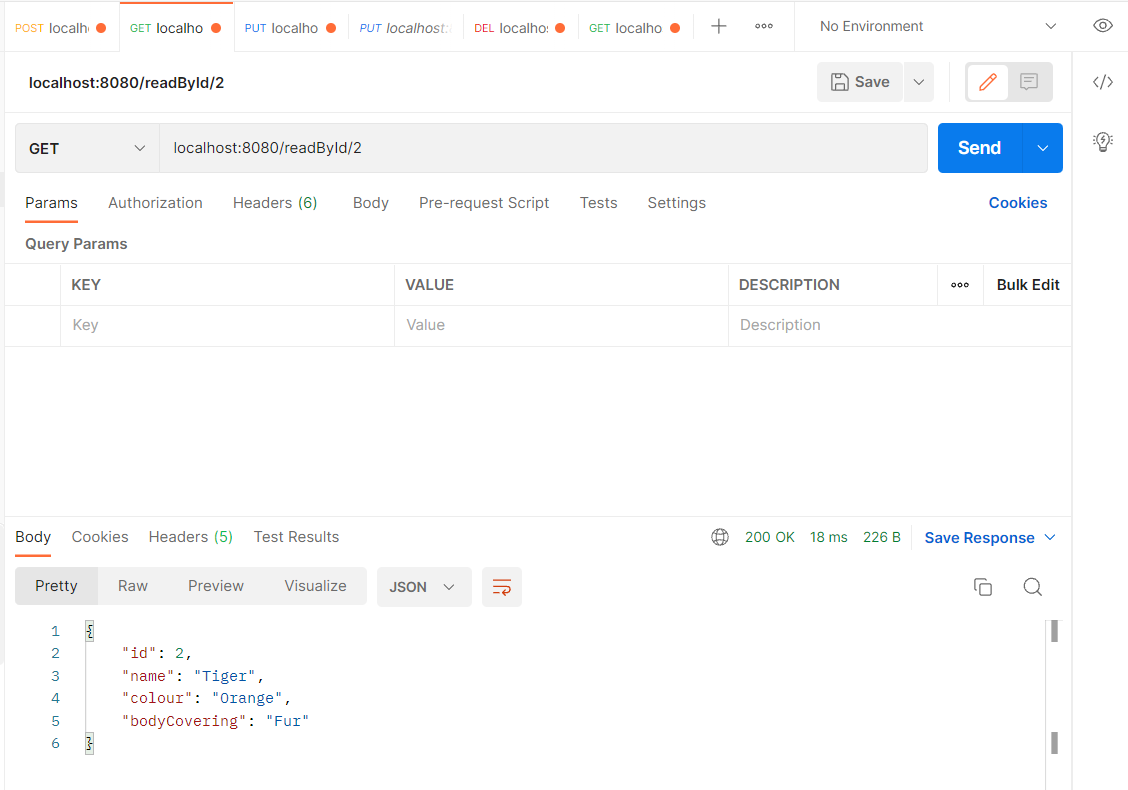 POST localh GET localho PUT localho PUT localhost: DEL localhos GET localho No Environment
localhost:8080/readById/2 Save
GET localhost:8080/readById/2 Send
Params Authorization Headers (6) Body Pre-request Script Tests Settings Cookies
Query Params
KEY VALUE DESCRIPTION Bulk Edit
Key Value Description
Body Cookies Headers (5) Test Results 200 OK 18 ms 226 B Save Response
Pretty Raw Preview Visualize JSON
1 {
2 "id": 2,
3 "name": "Tiger",
4 "colour": "Orange",
5 "bodyCovering": "Fur"
6 }